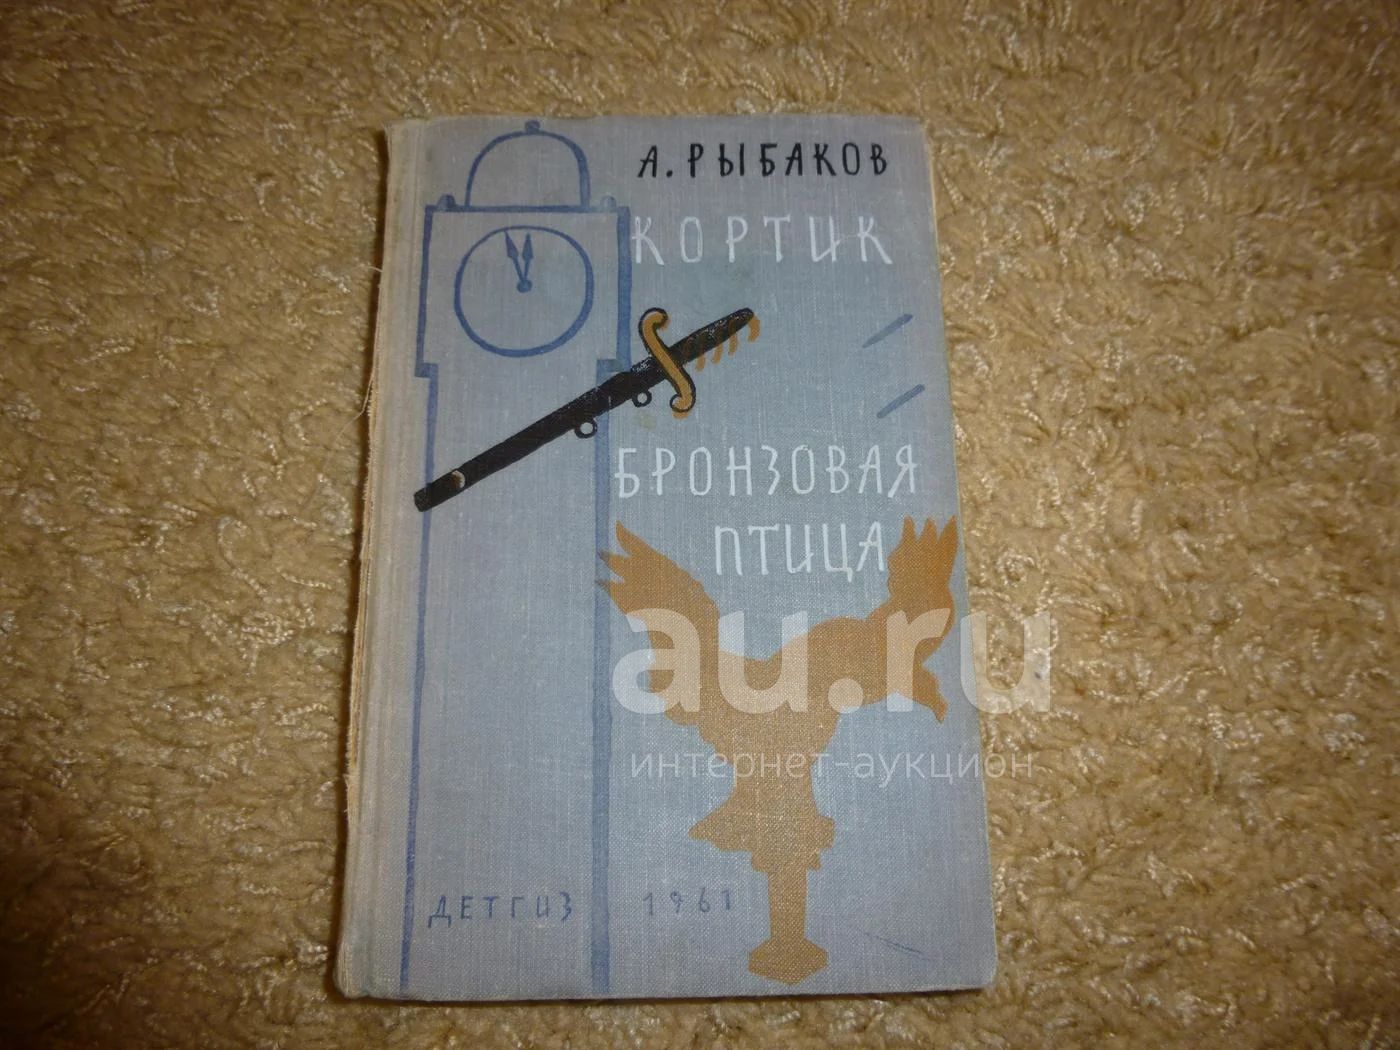 А. РЫБАКОВ
КОРТИК
БРОНЗОВАЯ
ПТИЦА
au.ru
интернет-аукцион
ДЕТГИЗ 1961